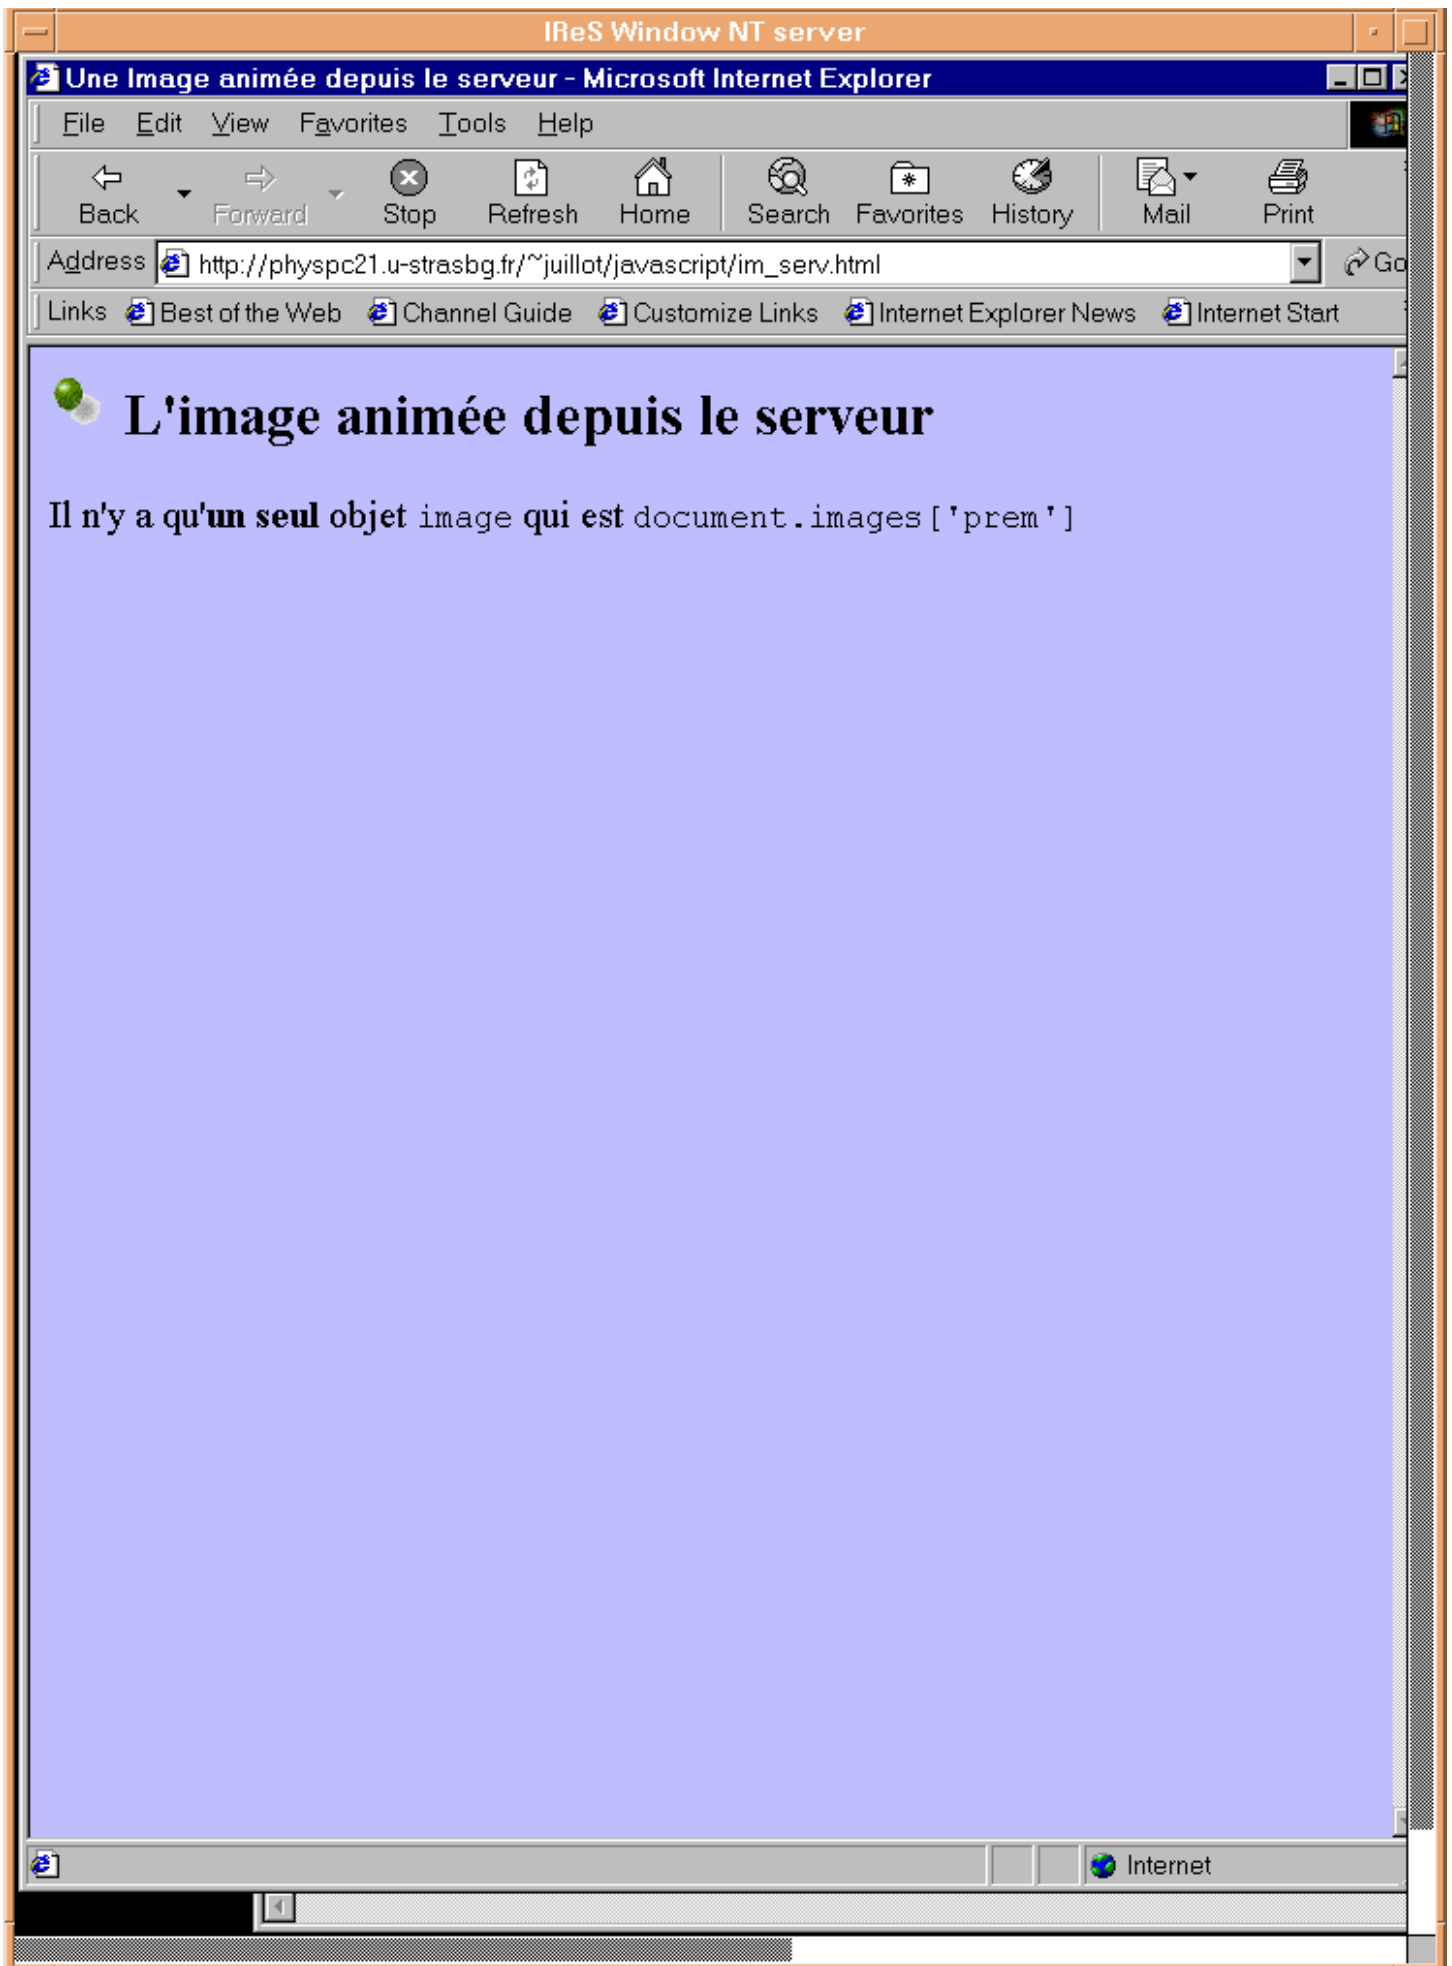 IReS Window NT server
Une Image animée depuis le serveur - Microsoft Internet Explorer
File Edit View Favorites Tools Help
Back Forward Stop Refresh Home Search Favorites History Mail Print
Address http://physpc21.u-strasbg.fr/~juillot/javascript/im_serv.html Go
Links Best of the Web Channel Guide Customize Links Internet Explorer News Internet Start
L'image animée depuis le serveur
Il n'y a qu'un seul objet image qui est document.images['prem']
Internet